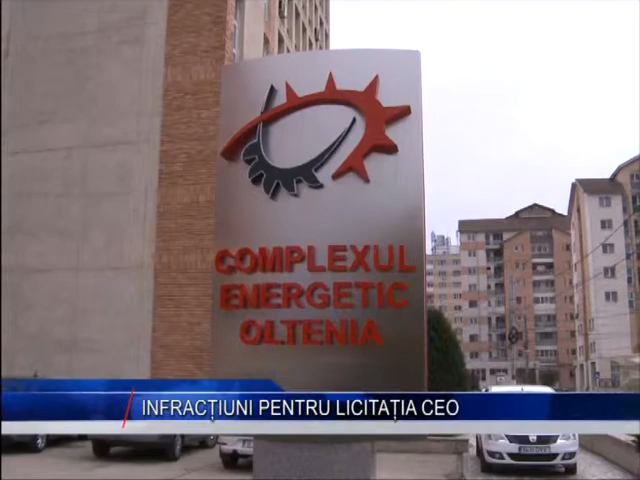 COMPLEXUL
ENERGETIC
OLTENIA
INFRACȚIUNI PENTRU LICITAȚIA CEO